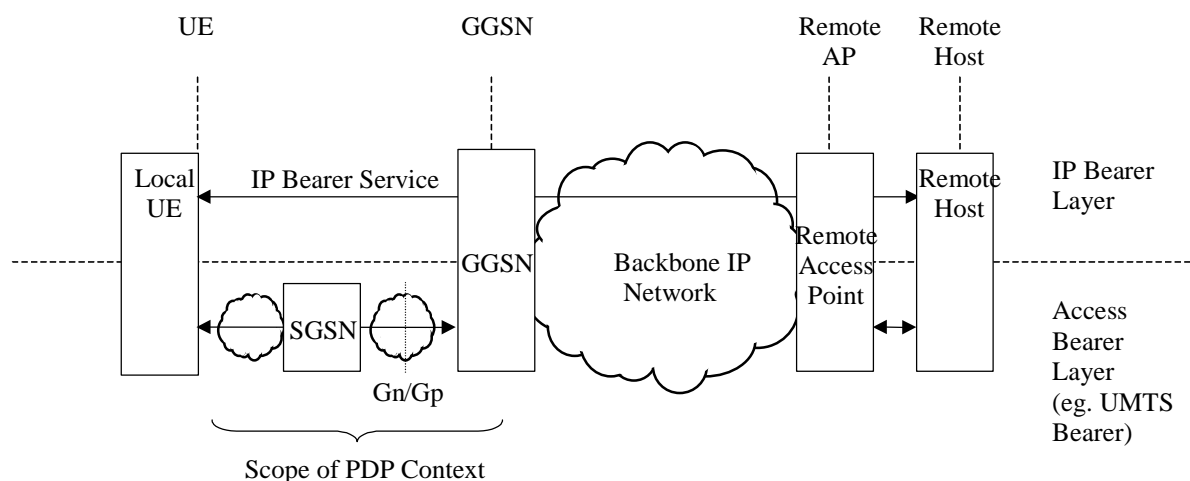 UE
GGSN
Remote
AP
Remote
Host
Local
UE
IP Bearer Service
GGSN
Backbone IP
Network
Remote
Access
Point
Remote
Host
IP Bearer
Layer
SGSN
Gn/Gp
Access
Bearer
Layer
(eg. UMTS
Bearer)
Scope of PDP Context